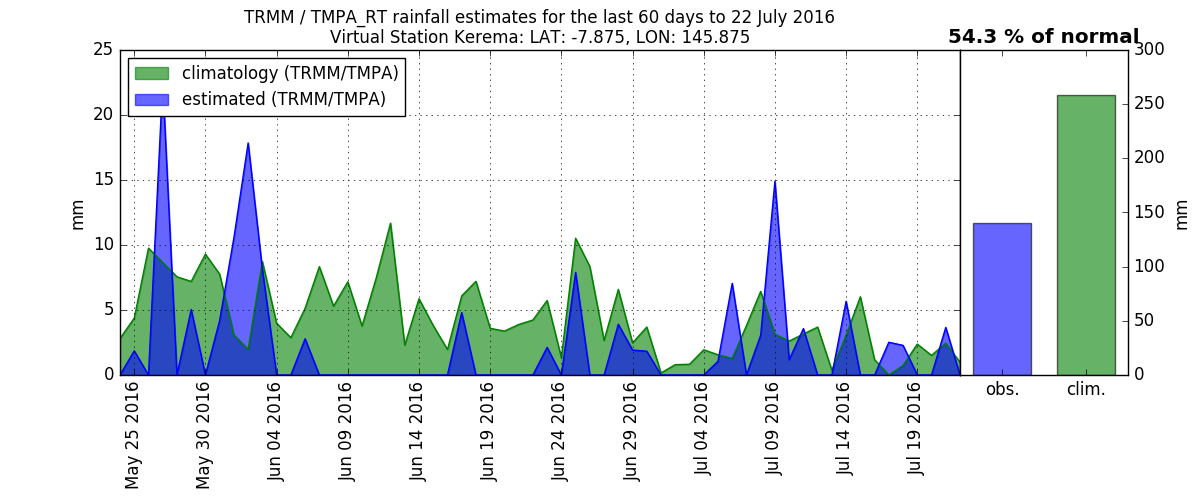 TRMM / TMPA_RT rainfall estimates for the last 60 days to 22 July 2016
Virtual Station Kerema: LAT: -7.875, LON: 145.875
54.3 % of normal
climatology (TRMM/TMPA)
estimated (TRMM/TMPA)
25
20
15
10
5
0
mm
300
250
200
150
100
50
0
mm
May 25 2016
May 30 2016
Jun 04 2016
Jun 09 2016
Jun 14 2016
Jun 19 2016
Jun 24 2016
Jun 29 2016
Jul 04 2016
Jul 09 2016
Jul 14 2016
Jul 19 2016
obs.
clim.